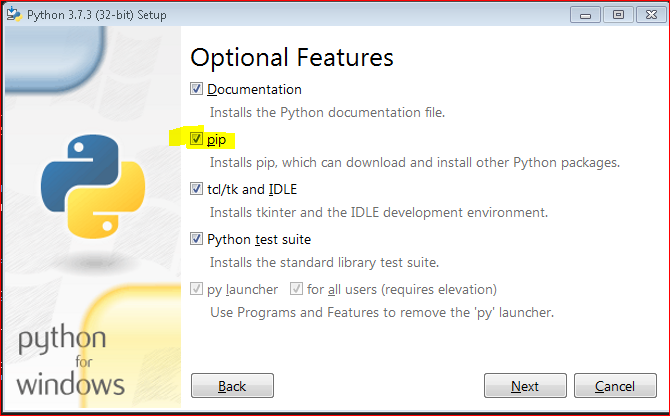 Python 3.7.3 (32-bit) Setup
Optional Features
Documentation
Installs the Python documentation file.
pip
Installs pip, which can download and install other Python packages.
tcl/tk and IDLE
Installs tkinter and the IDLE development environment.
Python test suite
Installs the standard library test suite.
py launcher for all users (requires elevation)
Use Programs and Features to remove the 'py' launcher.
python
for
windows
Back Next Cancel